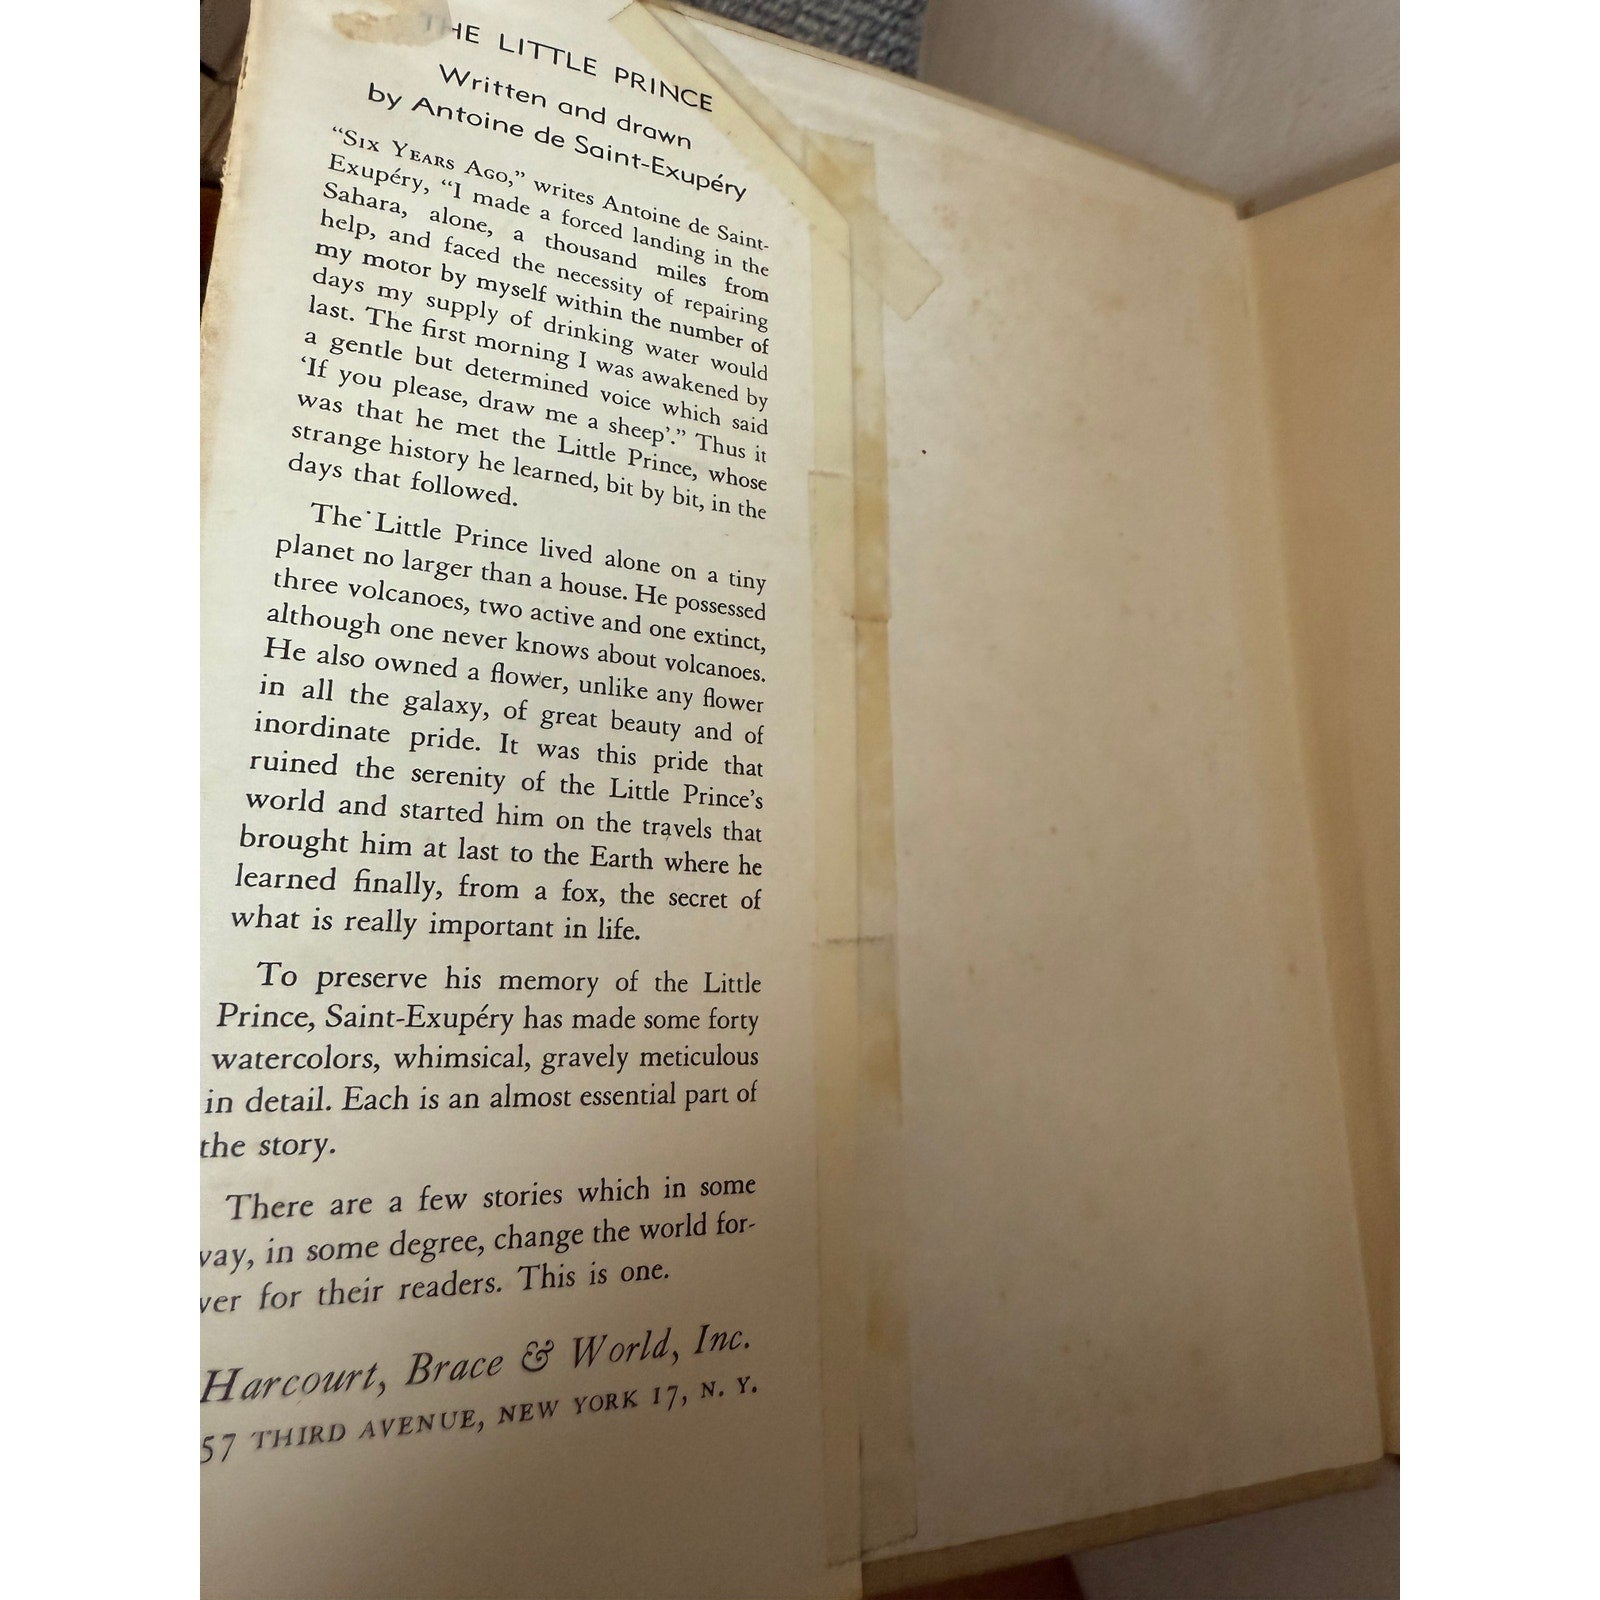 THE LITTLE PRINCE
Written and drawn
by Antoine de Saint-Exupéry
“SIX YEARS AGO,” writes Antoine de Saint-
Exupéry, “I made a forced landing in the
Sahara, alone, a thousand miles from
help, and faced the necessity of repairing
my motor by myself within the number of
days my supply of drinking water would
last. The first morning I was awakened by
a gentle but determined voice which said
‘If you please, draw me a sheep’.” Thus it
was that he met the Little Prince, whose
strange history he learned, bit by bit, in the
days that followed.
The Little Prince lived alone on a tiny
planet no larger than a house. He possessed
three volcanoes, two active and one extinct,
although one never knows about volcanoes.
He also owned a flower, unlike any flower
in all the galaxy, of great beauty and of
inordinate pride. It was this pride that
ruined the serenity of the Little Prince’s
world and started him on the travels that
brought him at last to the Earth where he
learned finally, from a fox, the secret of
what is really important in life.
To preserve his memory of the Little
Prince, Saint-Exupéry has made some forty
watercolors, whimsical, gravely meticulous
in detail. Each is an almost essential part of
the story.
There are a few stories which in some
way, in some degree, change the world for-
ver for their readers. This is one.
Harcourt, Brace & World, Inc.
57 THIRD AVENUE, NEW YORK 17, N. Y.